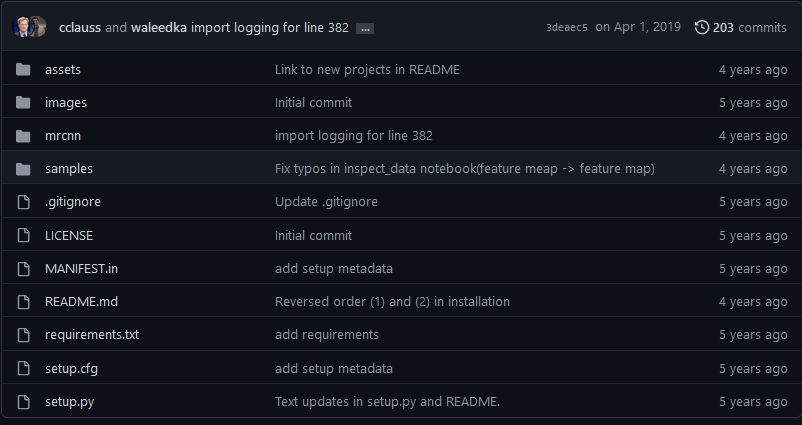 cclauss and waleedka import logging for line 382 ... 3deaec5 on Apr 1, 2019 203 commits
assets Link to new projects in README 4 years ago
images Initial commit 5 years ago
mrcnn import logging for line 382 4 years ago
samples Fix typos in inspect_data notebook(feature meap -> feature map) 4 years ago
.gitignore Update .gitignore 5 years ago
LICENSE Initial commit 5 years ago
MANIFEST.in add setup metadata 5 years ago
README.md Reversed order (1) and (2) in installation 4 years ago
requirements.txt add requirements 5 years ago
setup.cfg add setup metadata 5 years ago
setup.py Text updates in setup.py and README. 5 years ago